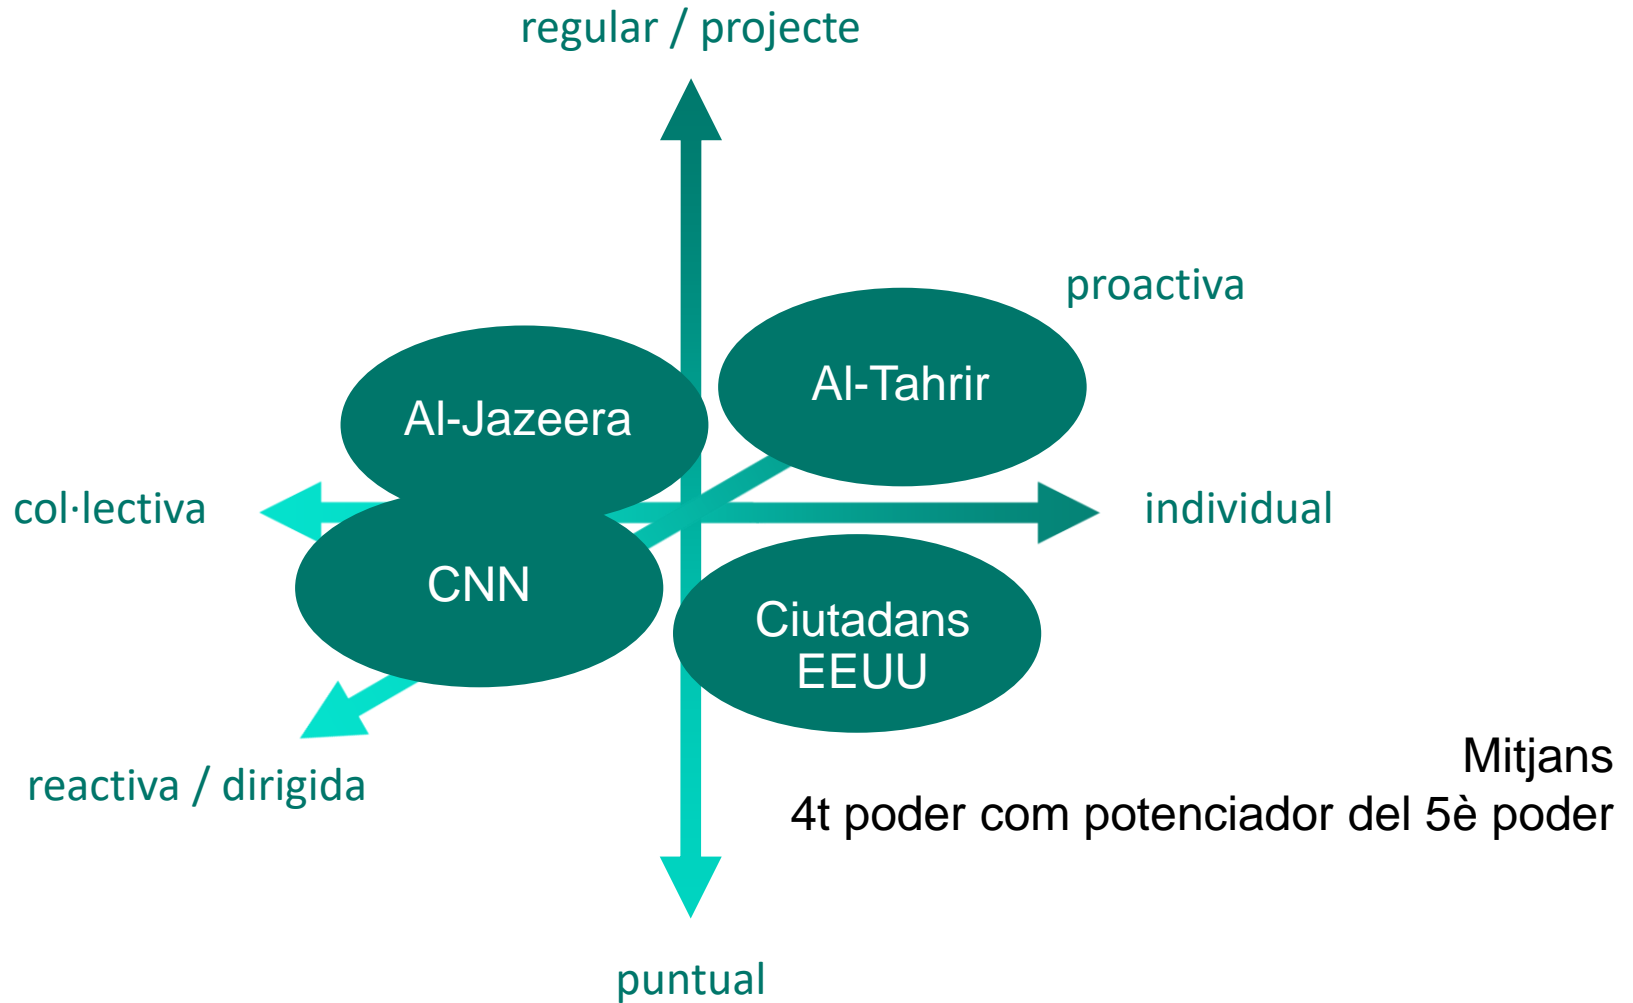 regular / projecte
proactiva
Al-Tahrir
Al-Jazeera
col·lectiva
individual
CNN
Ciutadans
EEUU
Mitjans
reactiva / dirigida
4t poder com potenciador del 5è poder
puntual